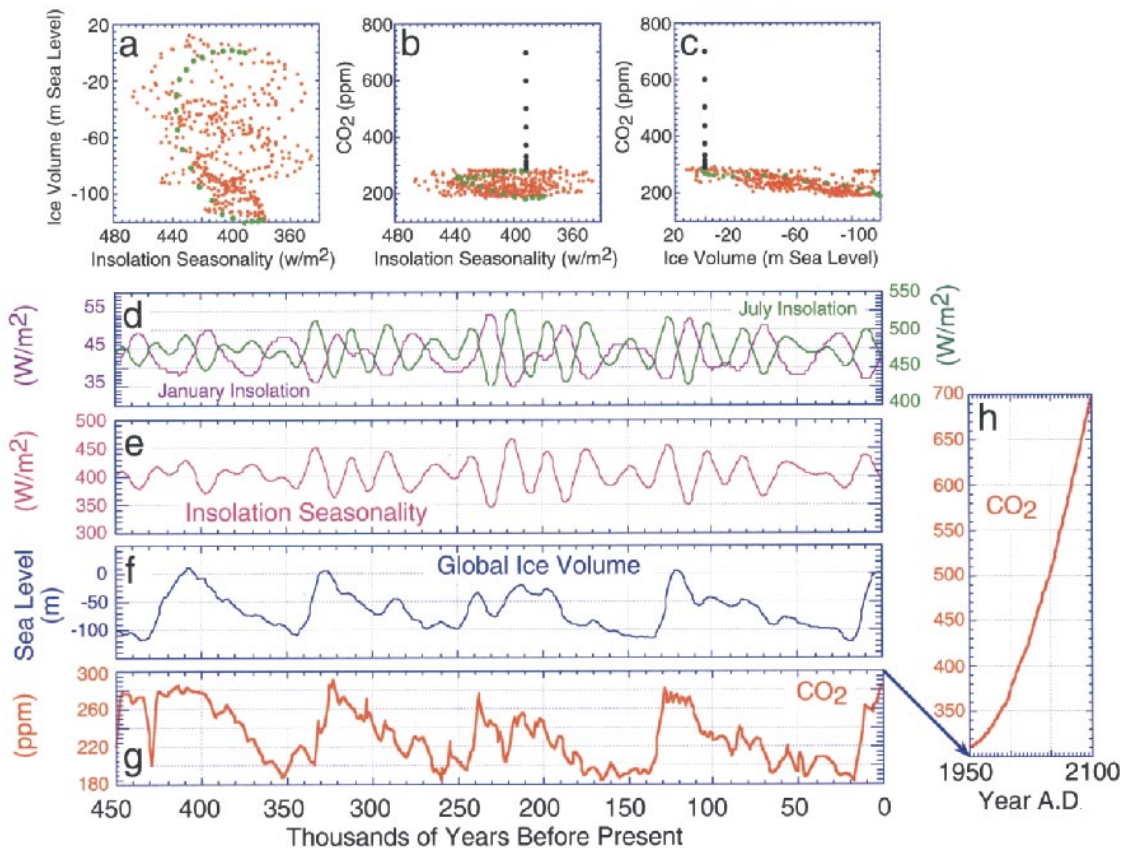 20
0
-20
-60
-100
480 440 400 360
Ice Volume (m Sea Level)
Insolation Seasonality (w/m2)
a
800
600
400
200
480 440 400 360
CO2 (ppm)
Insolation Seasonality (w/m2)
b
800
600
400
200
20 -20 -60 -100
CO2 (ppm)
Ice Volume (m Sea Level)
c
(W/m2)
55
45
35
d
July Insolation
January Insolation
550
500
450
400
(W/m2)
(W/m2)
500
450
400
350
300
e
Insolation Seasonality
Sea Level
(m)
0
-50
-100
f
Global Ice Volume
(ppm)
300
260
220
180
g
CO2
450 400 350 300 250 200 150 100 50 0
Thousands of Years Before Present
700
650
600
550
500
450
400
350
h
CO2
1950 2100
Year A.D.